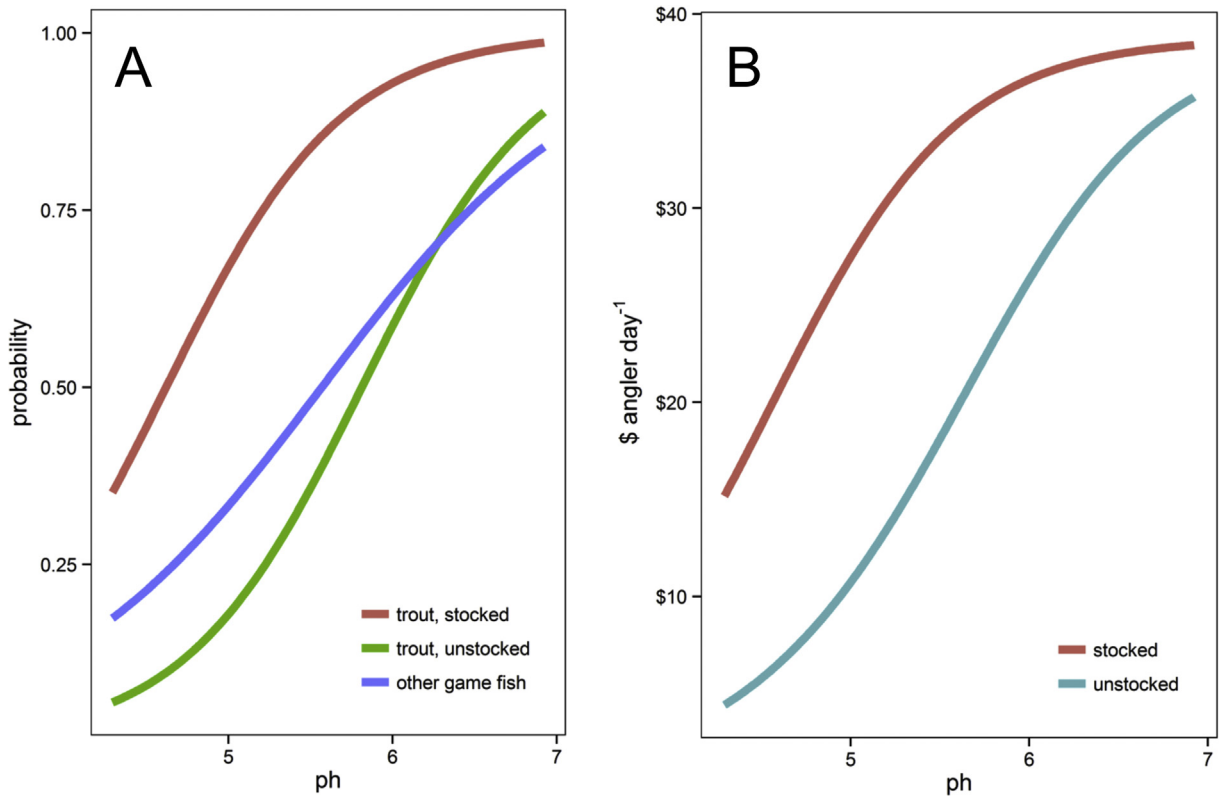 A
1.00
0.75
0.50
0.25
probability
trout, stocked
trout, unstocked
other game fish
5
6
7
ph
B
$40
$30
$20
$10
$ angler day⁻¹
stocked
unstocked
5
6
7
ph